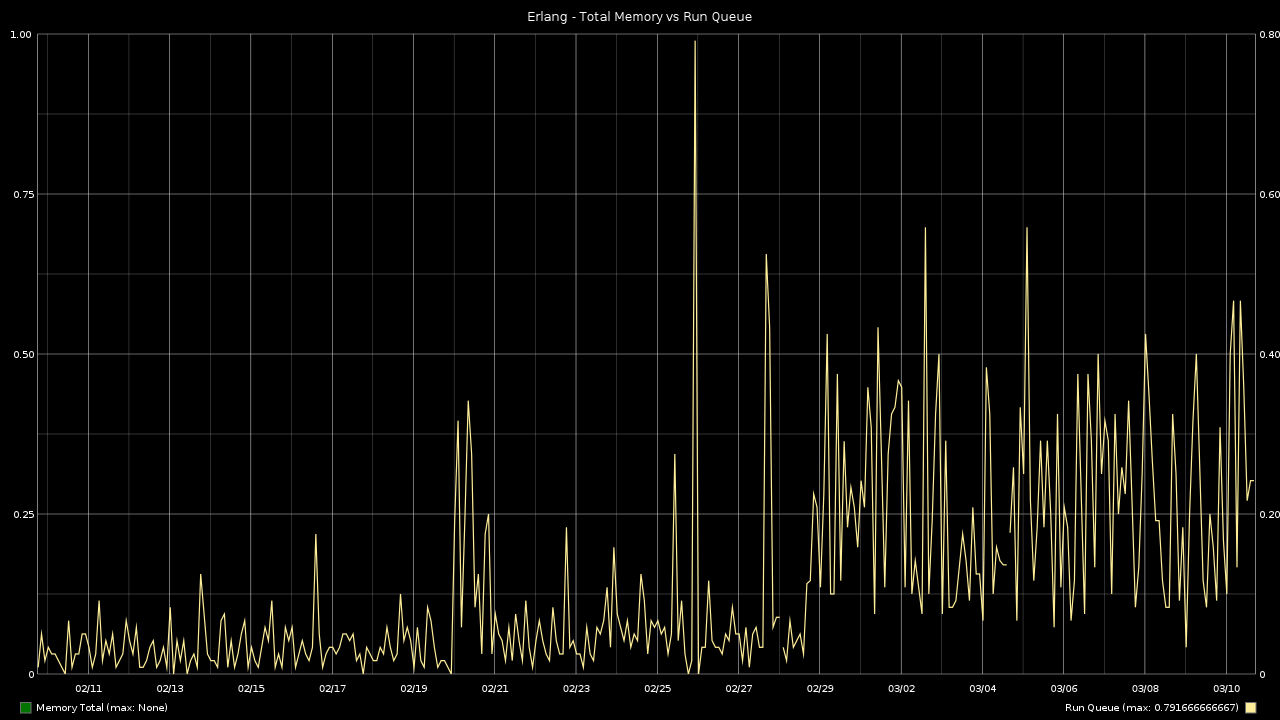 Erlang - Total Memory vs Run Queue
1.00
0.80
0.75
0.60
0.50
0.40
0.25
0.20
0
0
02/11 02/13 02/15 02/17 02/19 02/21 02/23 02/25 02/27 02/29 03/02 03/04 03/06 03/08 03/10
Memory Total (max: None)
Run Queue (max: 0.791666666667)